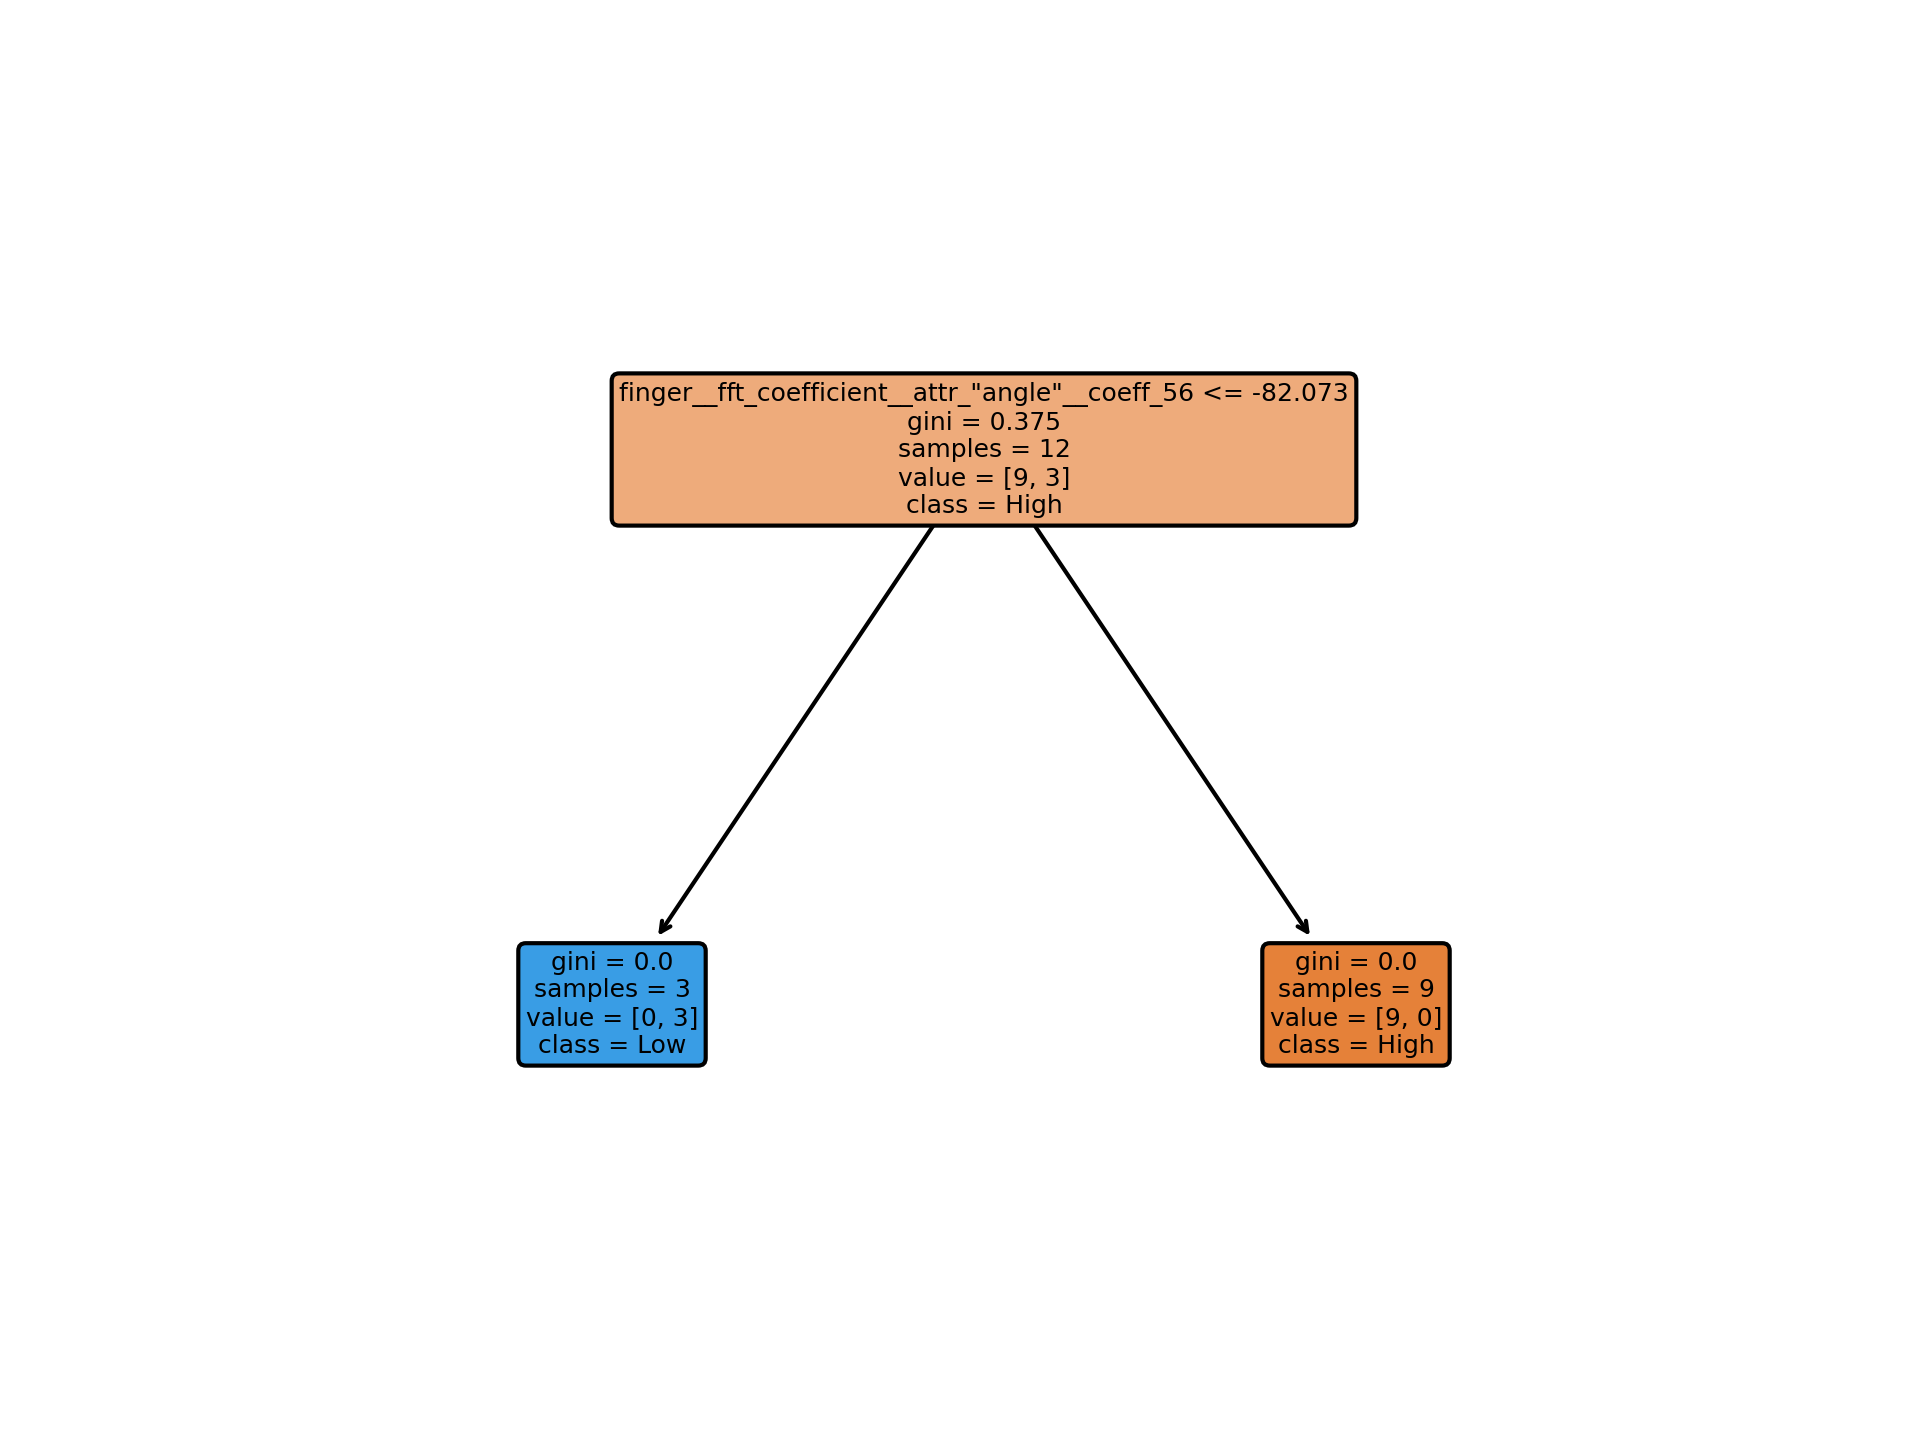 finger__fft_coefficient__attr_"angle"__coeff_56 <= -82.073
gini = 0.375
samples = 12
value = [9, 3]
class = High
gini = 0.0
samples = 3
value = [0, 3]
class = Low
gini = 0.0
samples = 9
value = [9, 0]
class = High